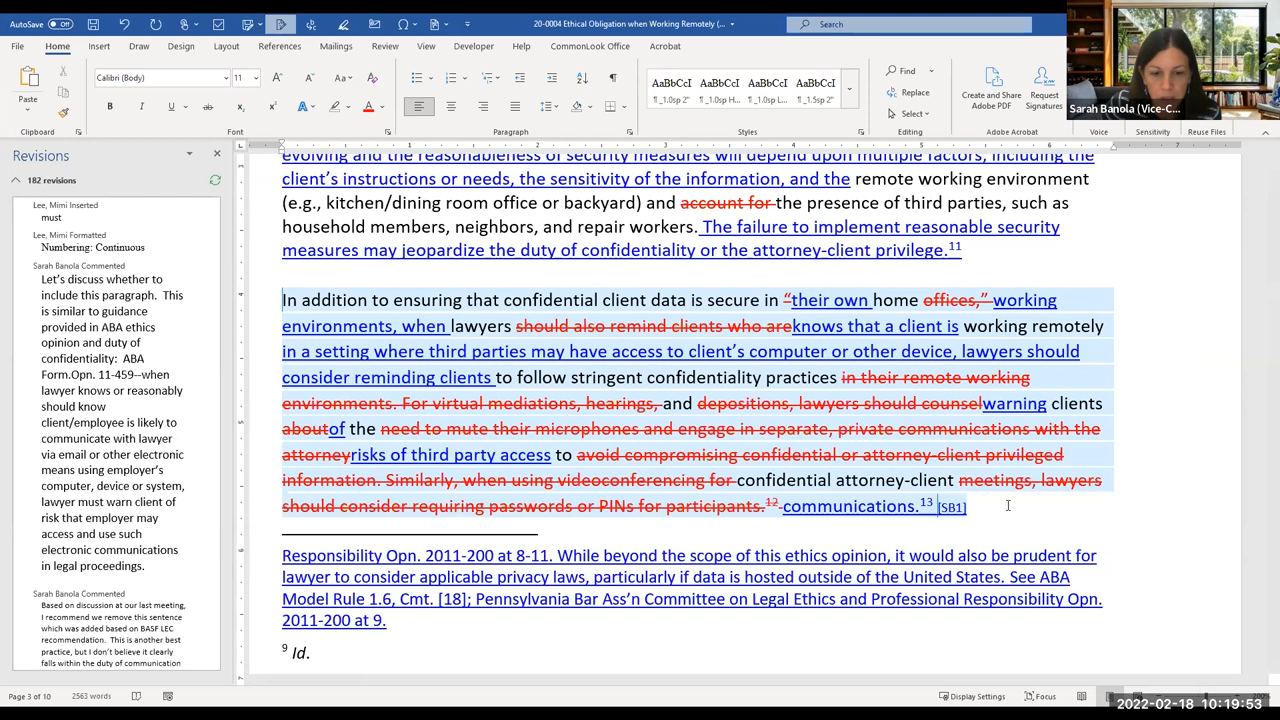 AutoSave Off
20-0004 Ethical Obligation when Working Remotely (...
Search
File Home Insert Draw Design Layout References Mailings Review View Developer Help CommonLook Office Acrobat
Paste
Clipboard
Calibri (Body) 11
Font
Paragraph
AaBbCcI AaBbCcI AaBbCcI AaBbCcI
¶ _1.0sp 2" ¶ _1.0sp H... ¶ _1.0sp L... ¶ _1.5sp 2"
Styles
Find
Replace
Select
Editing
Create and Share
Adobe PDF
Request
Signatures
Adobe Acrobat
Voice
Sensitivity
Reuse Files
Sarah Banola (Vice-C...
Revisions
182 revisions
Lee, Mimi Inserted
must
Lee, Mimi Formatted
Numbering: Continuous
Sarah Banola Commented
Let's discuss whether to
include this paragraph. This
is similar to guidance
provided in ABA ethics
opinion and duty of
confidentiality: ABA
Form.Opn. 11-459--when
lawyer knows or reasonably
should know
client/employee is likely to
communicate with lawyer
via email or other electronic
means using employer's
computer, device or system,
lawyer must warn client of
risk that employer may
access and use such
electronic communications
in legal proceedings.
Sarah Banola Commented
Based on discussion at our last meeting,
I recommend we remove this sentence
which was added based on BASF LEC
recommendation. This is another best
practice, but I don't believe it clearly
falls within the duty of communication
evolving and the reasonableness of security measures will depend upon multiple factors, including the
client's instructions or needs, the sensitivity of the information, and the remote working environment
(e.g., kitchen/dining room office or backyard) and account for the presence of third parties, such as
household members, neighbors, and repair workers. The failure to implement reasonable security
measures may jeopardize the duty of confidentiality or the attorney-client privilege.11
In addition to ensuring that confidential client data is secure in "their own home offices," working
environments, when lawyers should also remind clients who areknows that a client is working remotely
in a setting where third parties may have access to client's computer or other device, lawyers should
consider reminding clients to follow stringent confidentiality practices in their remote working
environments. For virtual mediations, hearings, and depositions, lawyers should counselwarning clients
aboutof the need to mute their microphones and engage in separate, private communications with the
attorneyrisks of third party access to avoid compromising confidential or attorney-client privileged
information. Similarly, when using videoconferencing for confidential attorney-client meetings, lawyers
should consider requiring passwords or PINs for participants.12 communications.13 [SB1]
Responsibility Opn. 2011-200 at 8-11. While beyond the scope of this ethics opinion, it would also be prudent for
lawyer to consider applicable privacy laws, particularly if data is hosted outside of the United States. See ABA
Model Rule 1.6, Cmt. [18]; Pennsylvania Bar Ass'n Committee on Legal Ethics and Professional Responsibility Opn.
2011-200 at 9.
9 Id.
Page 3 of 10 2563 words
Display Settings Focus
2022-02-18 10:19:53